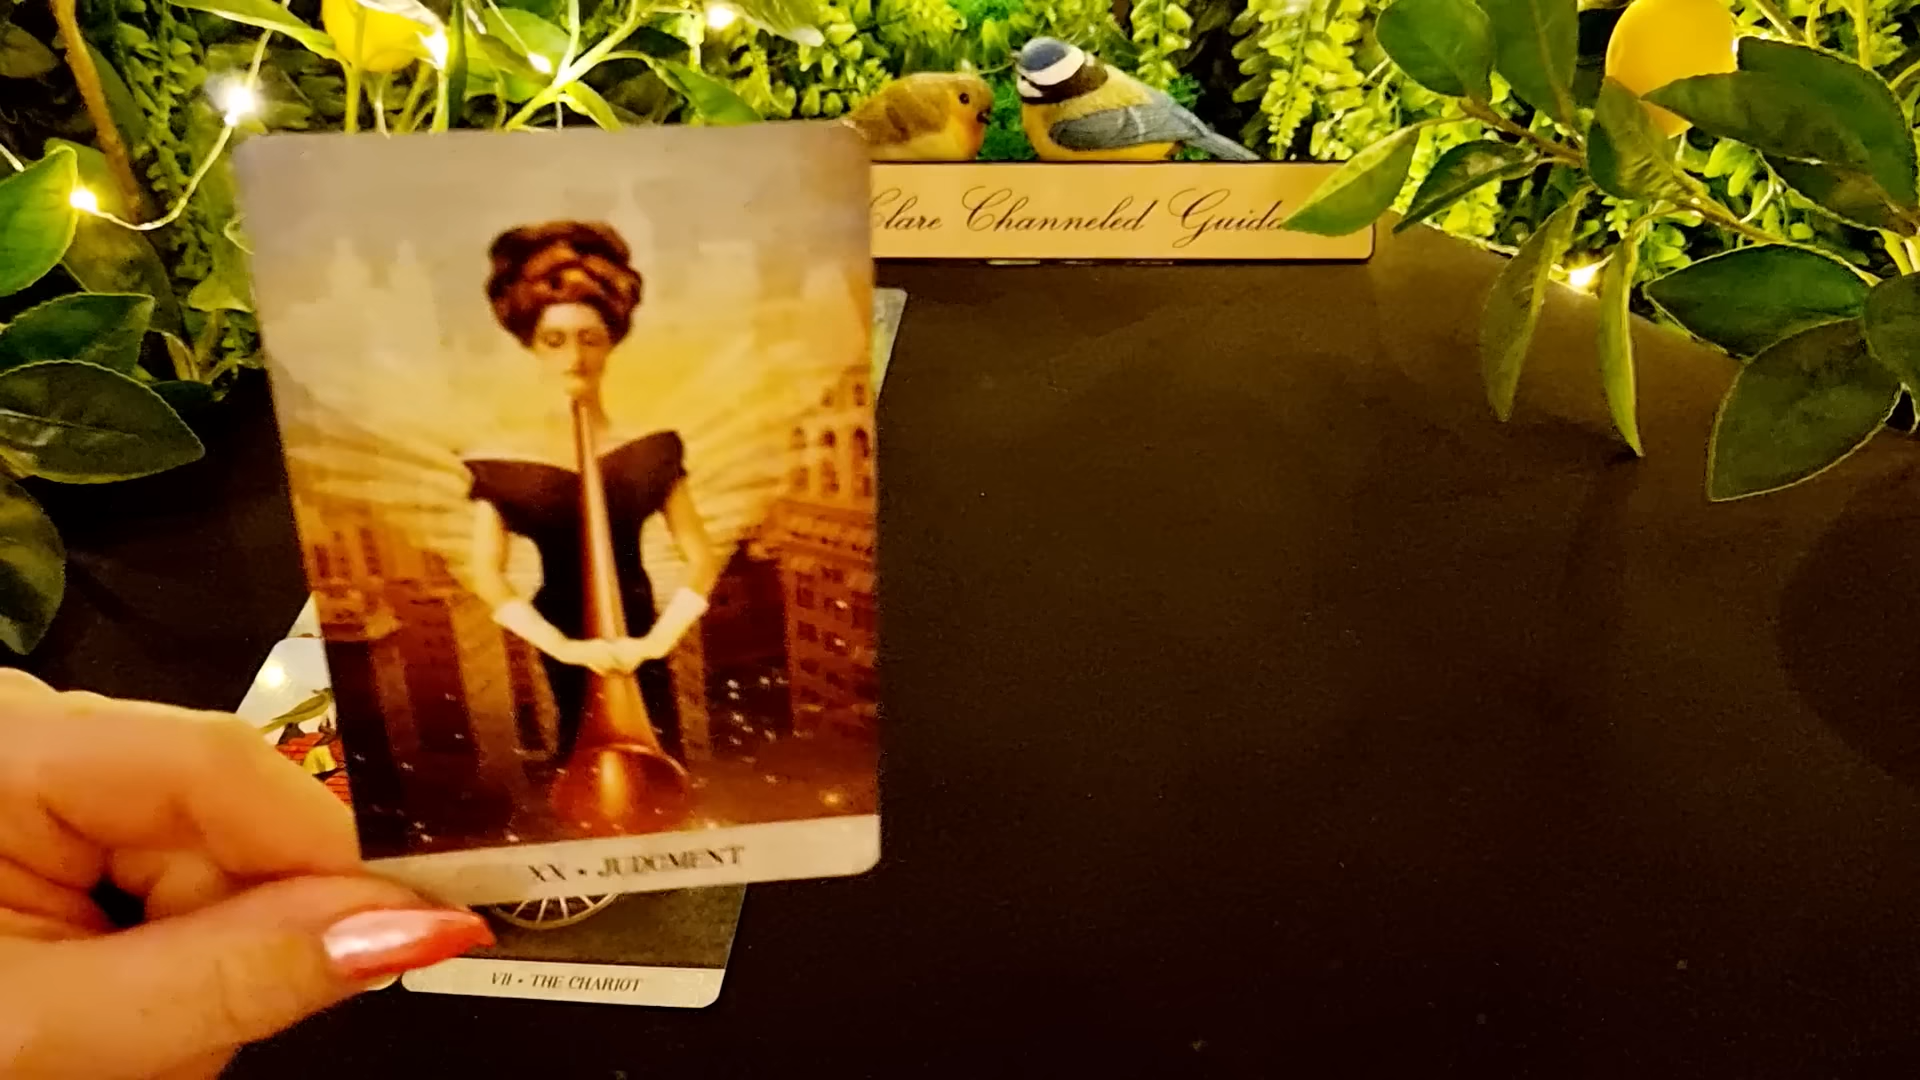 Clare Channeled Guida
XX • JUDGMENT
VII • THE CHARIOT